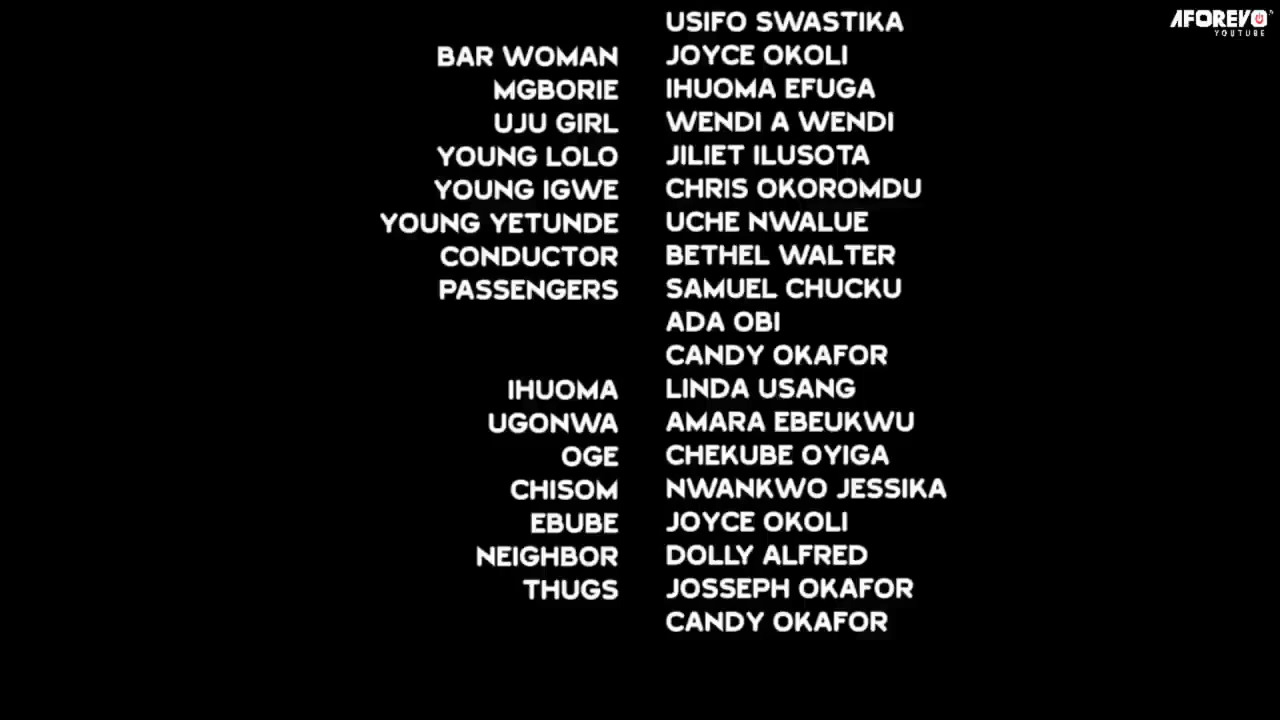 USIFO SWASTIKA
AFOREVO
YOUTUBE
BAR WOMAN JOYCE OKOLI
MGBORIE IHUOMA EFUGA
UJU GIRL WENDI A WENDI
YOUNG LOLO JILIET ILUSOTA
YOUNG IGWE CHRIS OKOROMDU
YOUNG YETUNDE UCHE NWALUE
CONDUCTOR BETHEL WALTER
PASSENGERS SAMUEL CHUCKU
ADA OBI
CANDY OKAFOR
IHUOMA LINDA USANG
UGONWA AMARA EBEUKWU
OGE CHEKUBE OYIGA
CHISOM NWANKWO JESSIKA
EBUBE JOYCE OKOLI
NEIGHBOR DOLLY ALFRED
THUGS JOSSEPH OKAFOR
CANDY OKAFOR